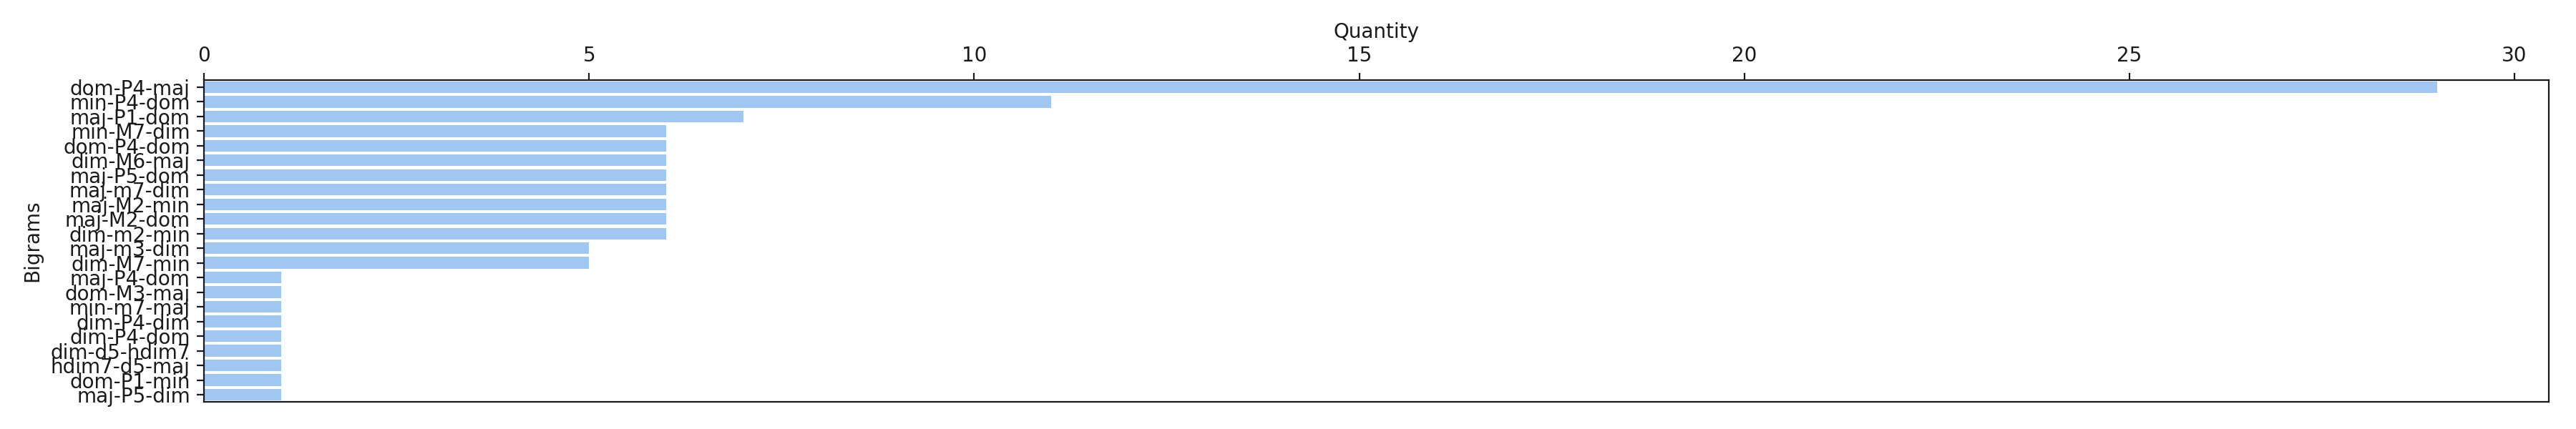 Quantity
0 5 10 15 20 25 30
Bigrams
dom-P4-maj
min-P4-dom
maj-P1-dom
min-M7-dim
dom-P4-dom
dim-M6-maj
maj-P5-dom
maj-m7-dim
maj-M2-min
maj-M2-dom
dim-m2-min
maj-m3-dim
dim-M7-min
maj-P4-dom
dom-M3-maj
min-m7-maj
dim-P4-dim
dim-P4-dom
dim-d5-hdim7
hdim7-d5-maj
dom-P1-min
maj-P5-dim